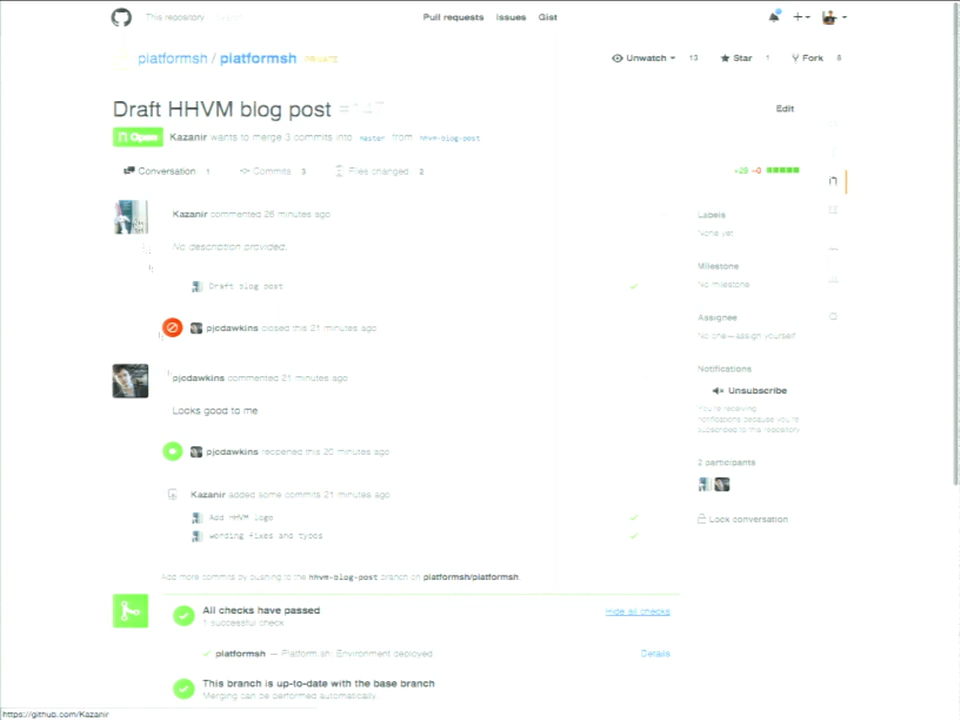 This repository Search Pull requests Issues Gist
platformsh / platformsh PRIVATE Unwatch 13 Star 1 Fork 8
Draft HHVM blog post #147 Edit
Open Kazanir wants to merge 3 commits into master from hhvm-blog-post
Conversation 1 Commits 3 Files changed 2 +29 −0
Kazanir commented 26 minutes ago
No description provided.
Draft blog post
pjcdawkins closed this 21 minutes ago
pjcdawkins commented 21 minutes ago
Looks good to me
pjcdawkins reopened this 20 minutes ago
Kazanir added some commits 21 minutes ago
Add HHVM logo
Wording fixes and typos
Add more commits by pushing to the hhvm-blog-post branch on platformsh/platformsh.
All checks have passed Hide all checks
1 successful check
platformsh — Platform.sh: Environment deployed Details
This branch is up-to-date with the base branch
Merging can be performed automatically.
Labels
None yet
Milestone
No milestone
Assignee
No one—assign yourself
Notifications
Unsubscribe
You're receiving
notifications because you're
subscribed to this repository
2 participants
Lock conversation
https://github.com/Kazanir